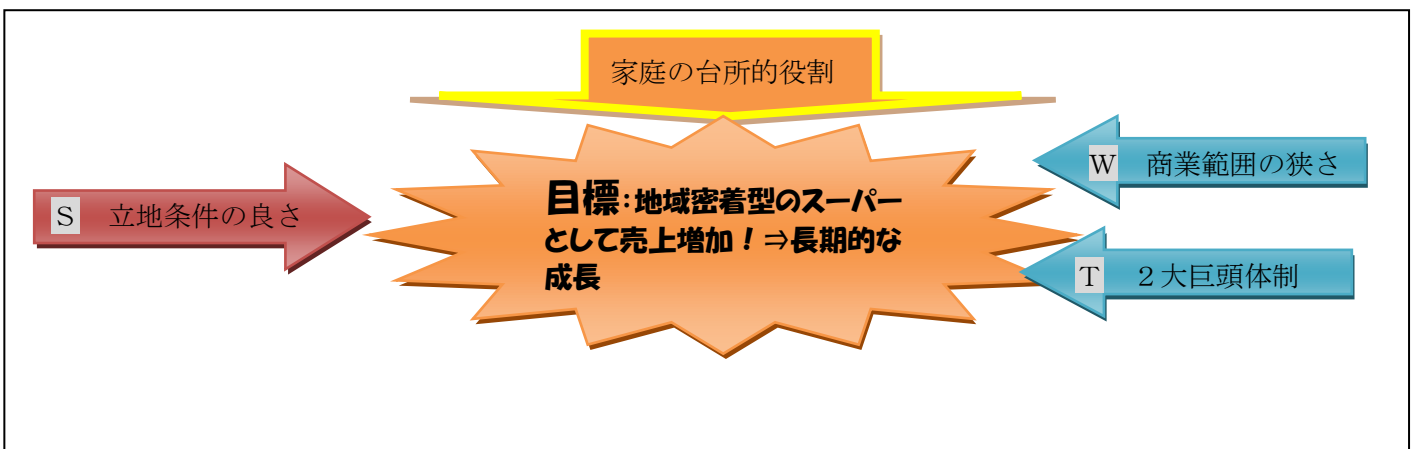 家庭の台所的役割
W 商業範囲の狭さ
S 立地条件の良さ
目標：地域密着型のスーパー
として売上増加！⇒長期的な
成長
T ２大巨頭体制